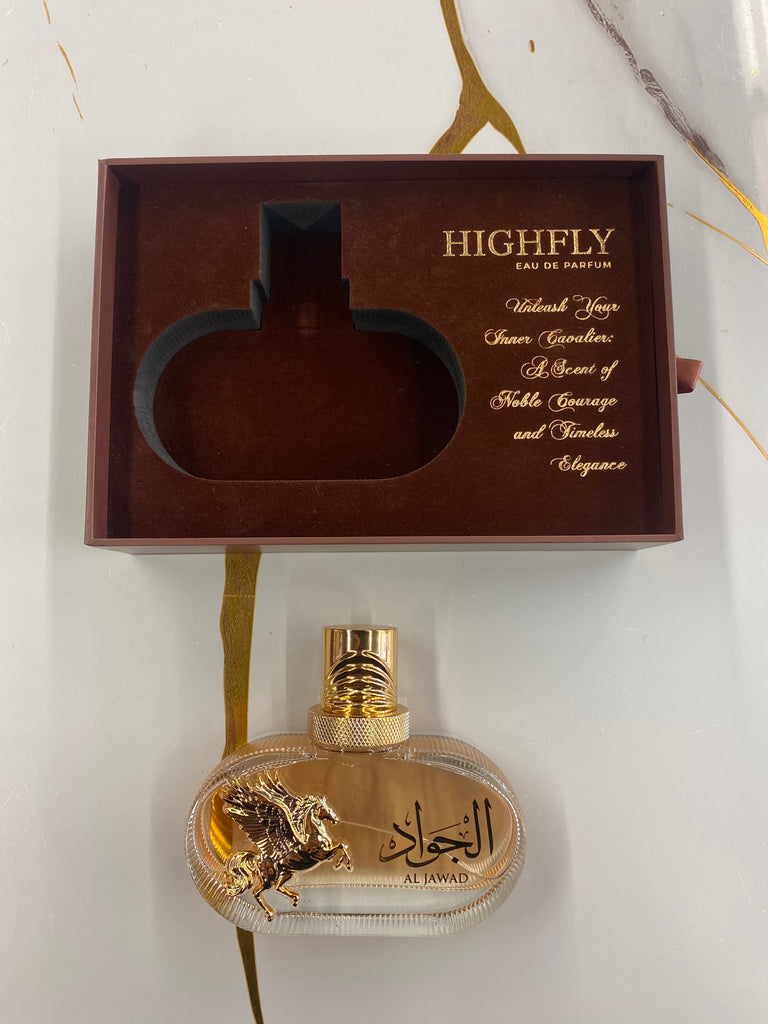 HIGHFLY
EAU DE PARFUM
Unleash Your
Inner Cavalier:
A Scent of
Noble Courage
and Timeless
Elegance
الجواد
AL JAWAD